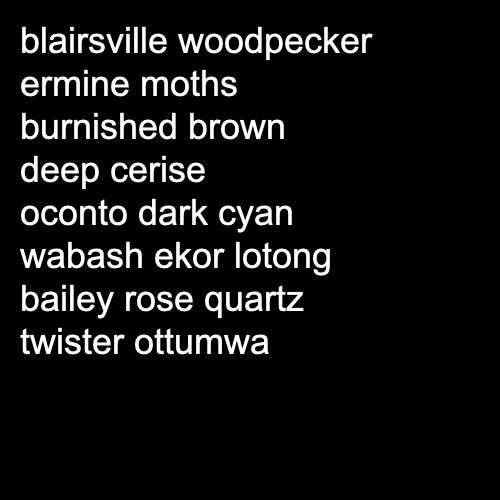 blairsville woodpecker
ermine moths
burnished brown
deep cerise
oconto dark cyan
wabash ekor lotong
bailey rose quartz
twister ottumwa